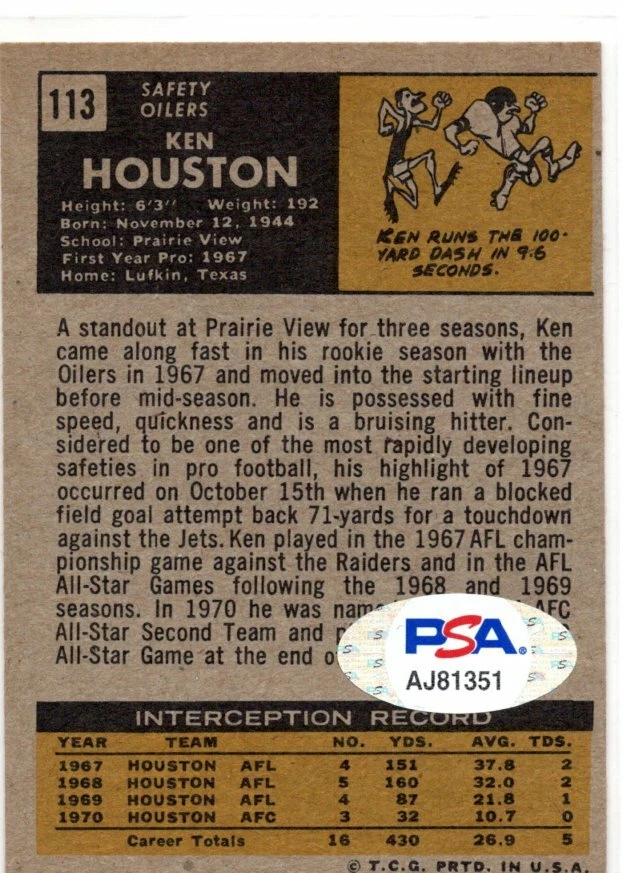 113
SAFETY
OILERS
KEN
HOUSTON
Height: 6'3'' Weight: 192
Born: November 12, 1944
School: Prairie View
First Year Pro: 1967
Home: Lufkin, Texas
KEN RUNS THE 100-
YARD DASH IN 9.6
SECONDS.
A standout at Prairie View for three seasons, Ken
came along fast in his rookie season with the
Oilers in 1967 and moved into the starting lineup
before mid-season. He is possessed with fine
speed, quickness and is a bruising hitter. Con-
sidered to be one of the most rapidly developing
safeties in pro football, his highlight of 1967
occurred on October 15th when he ran a blocked
field goal attempt back 71-yards for a touchdown
against the Jets. Ken played in the 1967 AFL cham-
pionship game against the Raiders and in the AFL
All-Star Games following the 1968 and 1969
seasons. In 1970 he was AFC
All-Star Second Team and
All-Star Game at the end
PSA
AJ81351
INTERCEPTION RECORD
YEAR TEAM NO. YDS. AVG. TDS.
1967 HOUSTON AFL 4 151 37.8 2
1968 HOUSTON AFL 5 160 32.0 2
1969 HOUSTON AFL 4 87 21.8 1
1970 HOUSTON AFC 3 32 10.7 0
Career Totals 16 430 26.9 5
© T.C.G. PRTD. IN U.S.A.